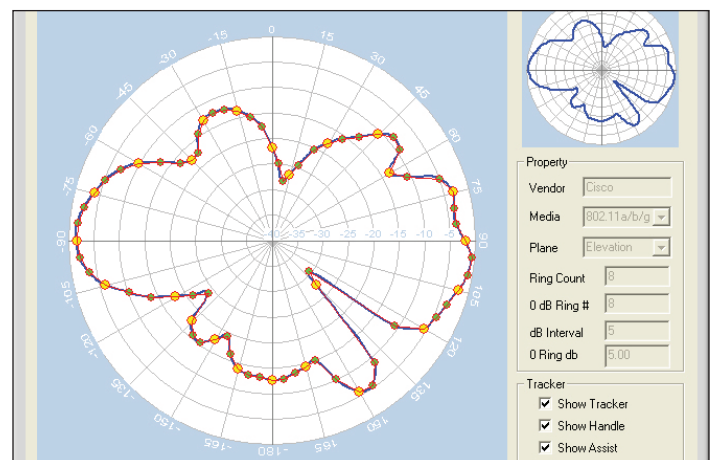 -15 0 15
-30 30
-45 45
-60 60
-75 75
-90 -40 -35 -30 -25 -20 -15 -10 -5 90
-105 105
-120 120
-135 135
-150 150
-165 180 165
Property
Vendor Cisco
Media 802.11a/b/g
Plane Elevation
Ring Count 8
0 dB Ring # 8
dB Interval 5
0 Ring db 5.00
Tracker
Show Tracker
Show Handle
Show Assist